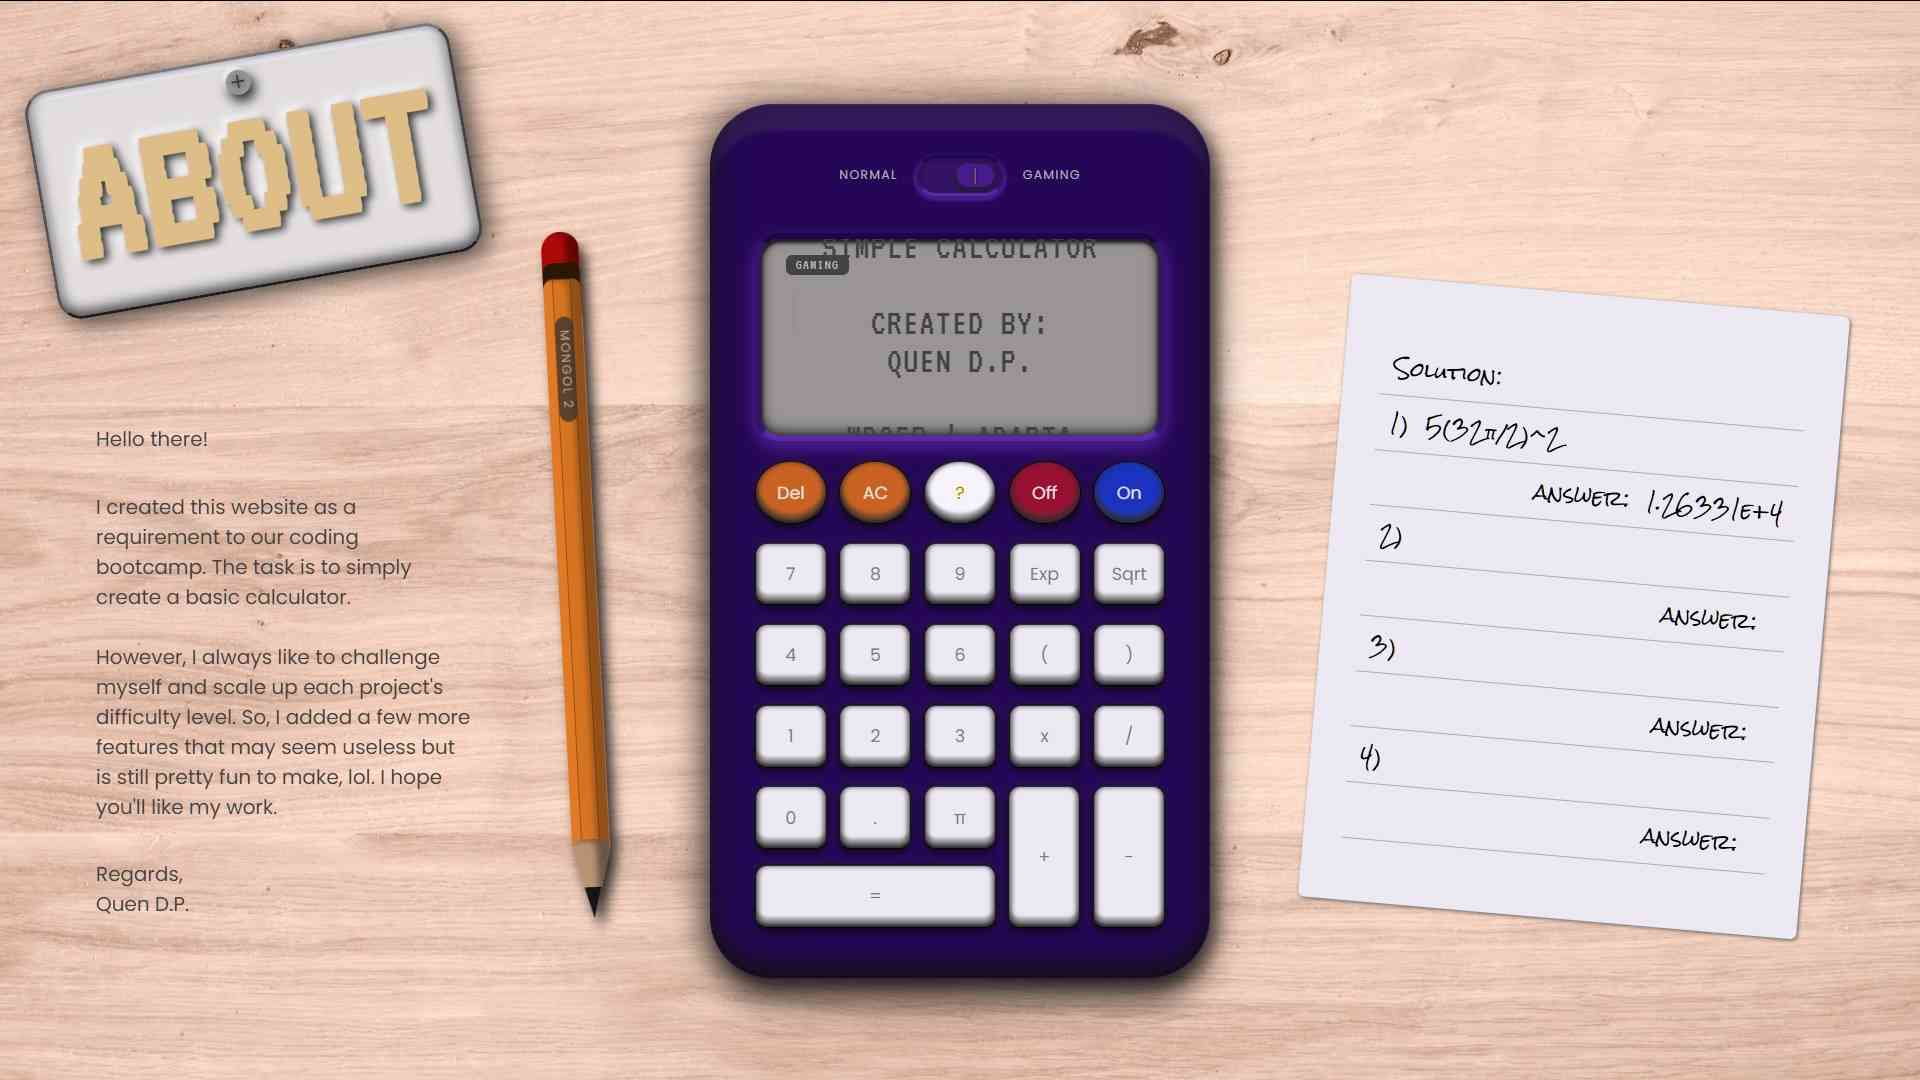 ABOUT
Hello there!
I created this website as a
requirement to our coding
bootcamp. The task is to simply
create a basic calculator.
However, I always like to challenge
myself and scale up each project's
difficulty level. So, I added a few more
features that may seem useless but
is still pretty fun to make, lol. I hope
you'll like my work.
Regards,
Quen D.P.
MONGOL 2
NORMAL
GAMING
SIMPLE CALCULATOR
GAMING
CREATED BY:
QUEN D.P.
Del AC ? Off On
7 8 9 Exp Sqrt
4 5 6 ( )
1 2 3 x /
0 . π + -
=
Solution:
1) 5(32π/2)^2
Answer: 1.26331e+4
2)
Answer:
3)
Answer:
4)
Answer: